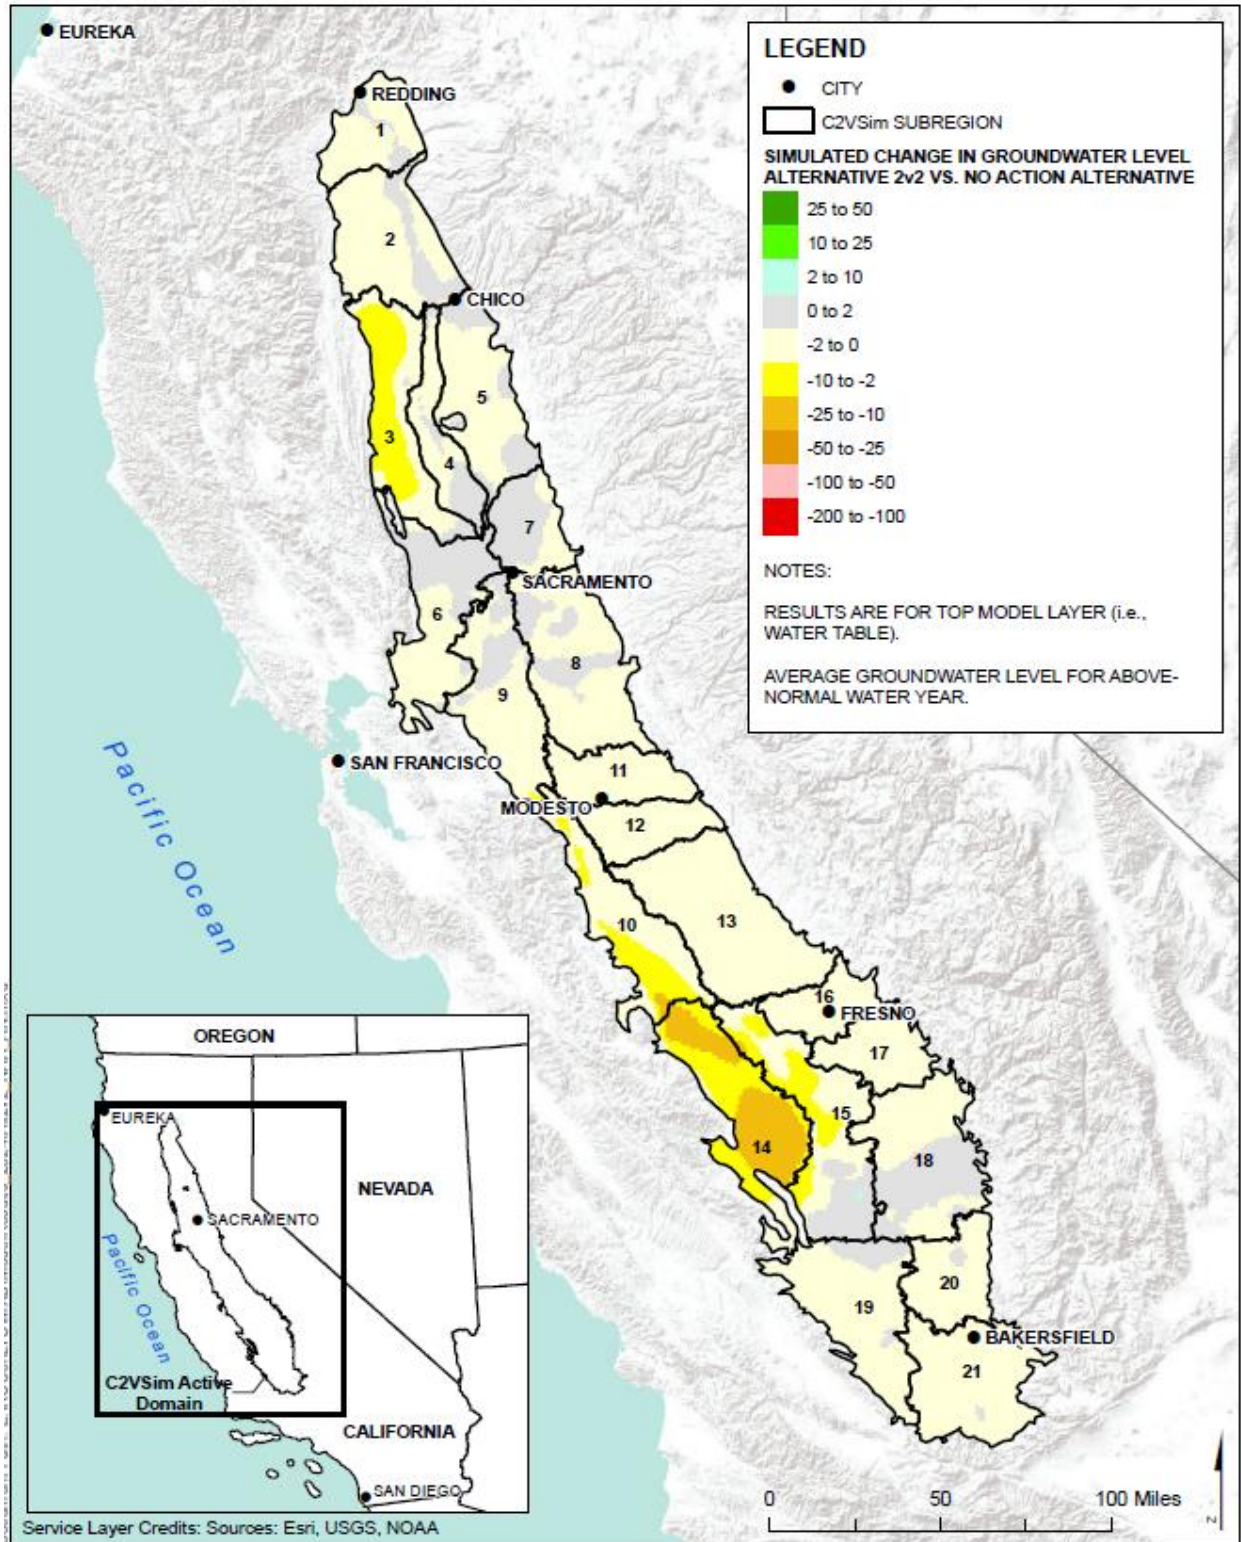 EUREKA
REDDING
1
2
CHICO
5
3
4
7
SACRAMENTO
6
8
9
SAN FRANCISCO
11
MODESTO
12
10
13
16
FRESNO
17
15
14
18
19
20
BAKERSFIELD
21
Pacific Ocean
LEGEND
CITY
C2VSim SUBREGION
SIMULATED CHANGE IN GROUNDWATER LEVEL
ALTERNATIVE 2v2 VS. NO ACTION ALTERNATIVE
25 to 50
10 to 25
2 to 10
0 to 2
-2 to 0
-10 to -2
-25 to -10
-50 to -25
-100 to -50
-200 to -100
NOTES:
RESULTS ARE FOR TOP MODEL LAYER (i.e.,
WATER TABLE).
AVERAGE GROUNDWATER LEVEL FOR ABOVE-
NORMAL WATER YEAR.
OREGON
EUREKA
NEVADA
SACRAMENTO
Pacific Ocean
C2VSim Active
Domain
CALIFORNIA
SAN DIEGO
0 50 100 Miles
Z
Service Layer Credits: Sources: Esri, USGS, NOAA